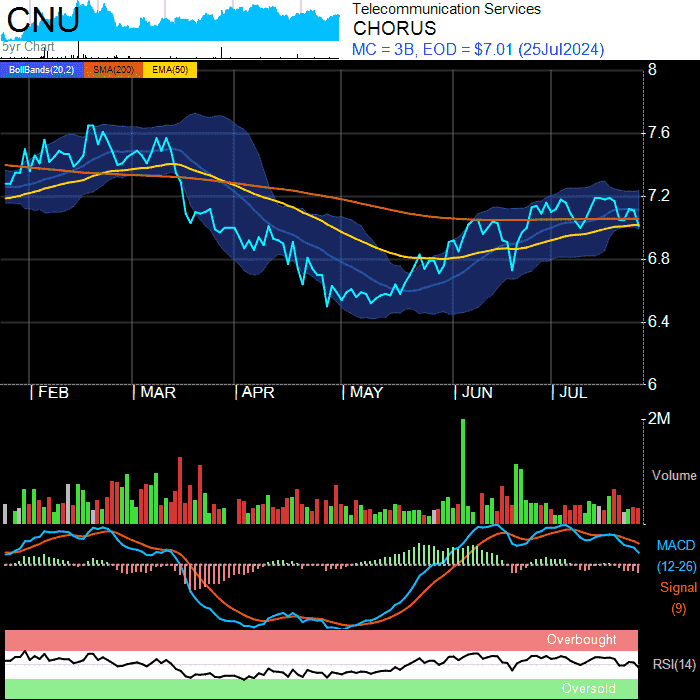 CNU
5yr Chart
Telecommunication Services
CHORUS
MC = 3B, EOD = $7.01 (25Jul2024)
BollBands(20,2) SMA(200) EMA(50)
8
7.6
7.2
6.8
6.4
6
| FEB | MAR | APR | MAY | JUN | JUL
2M
Volume
MACD
(12-26)
Signal
(9)
Overbought
RSI(14)
Oversold